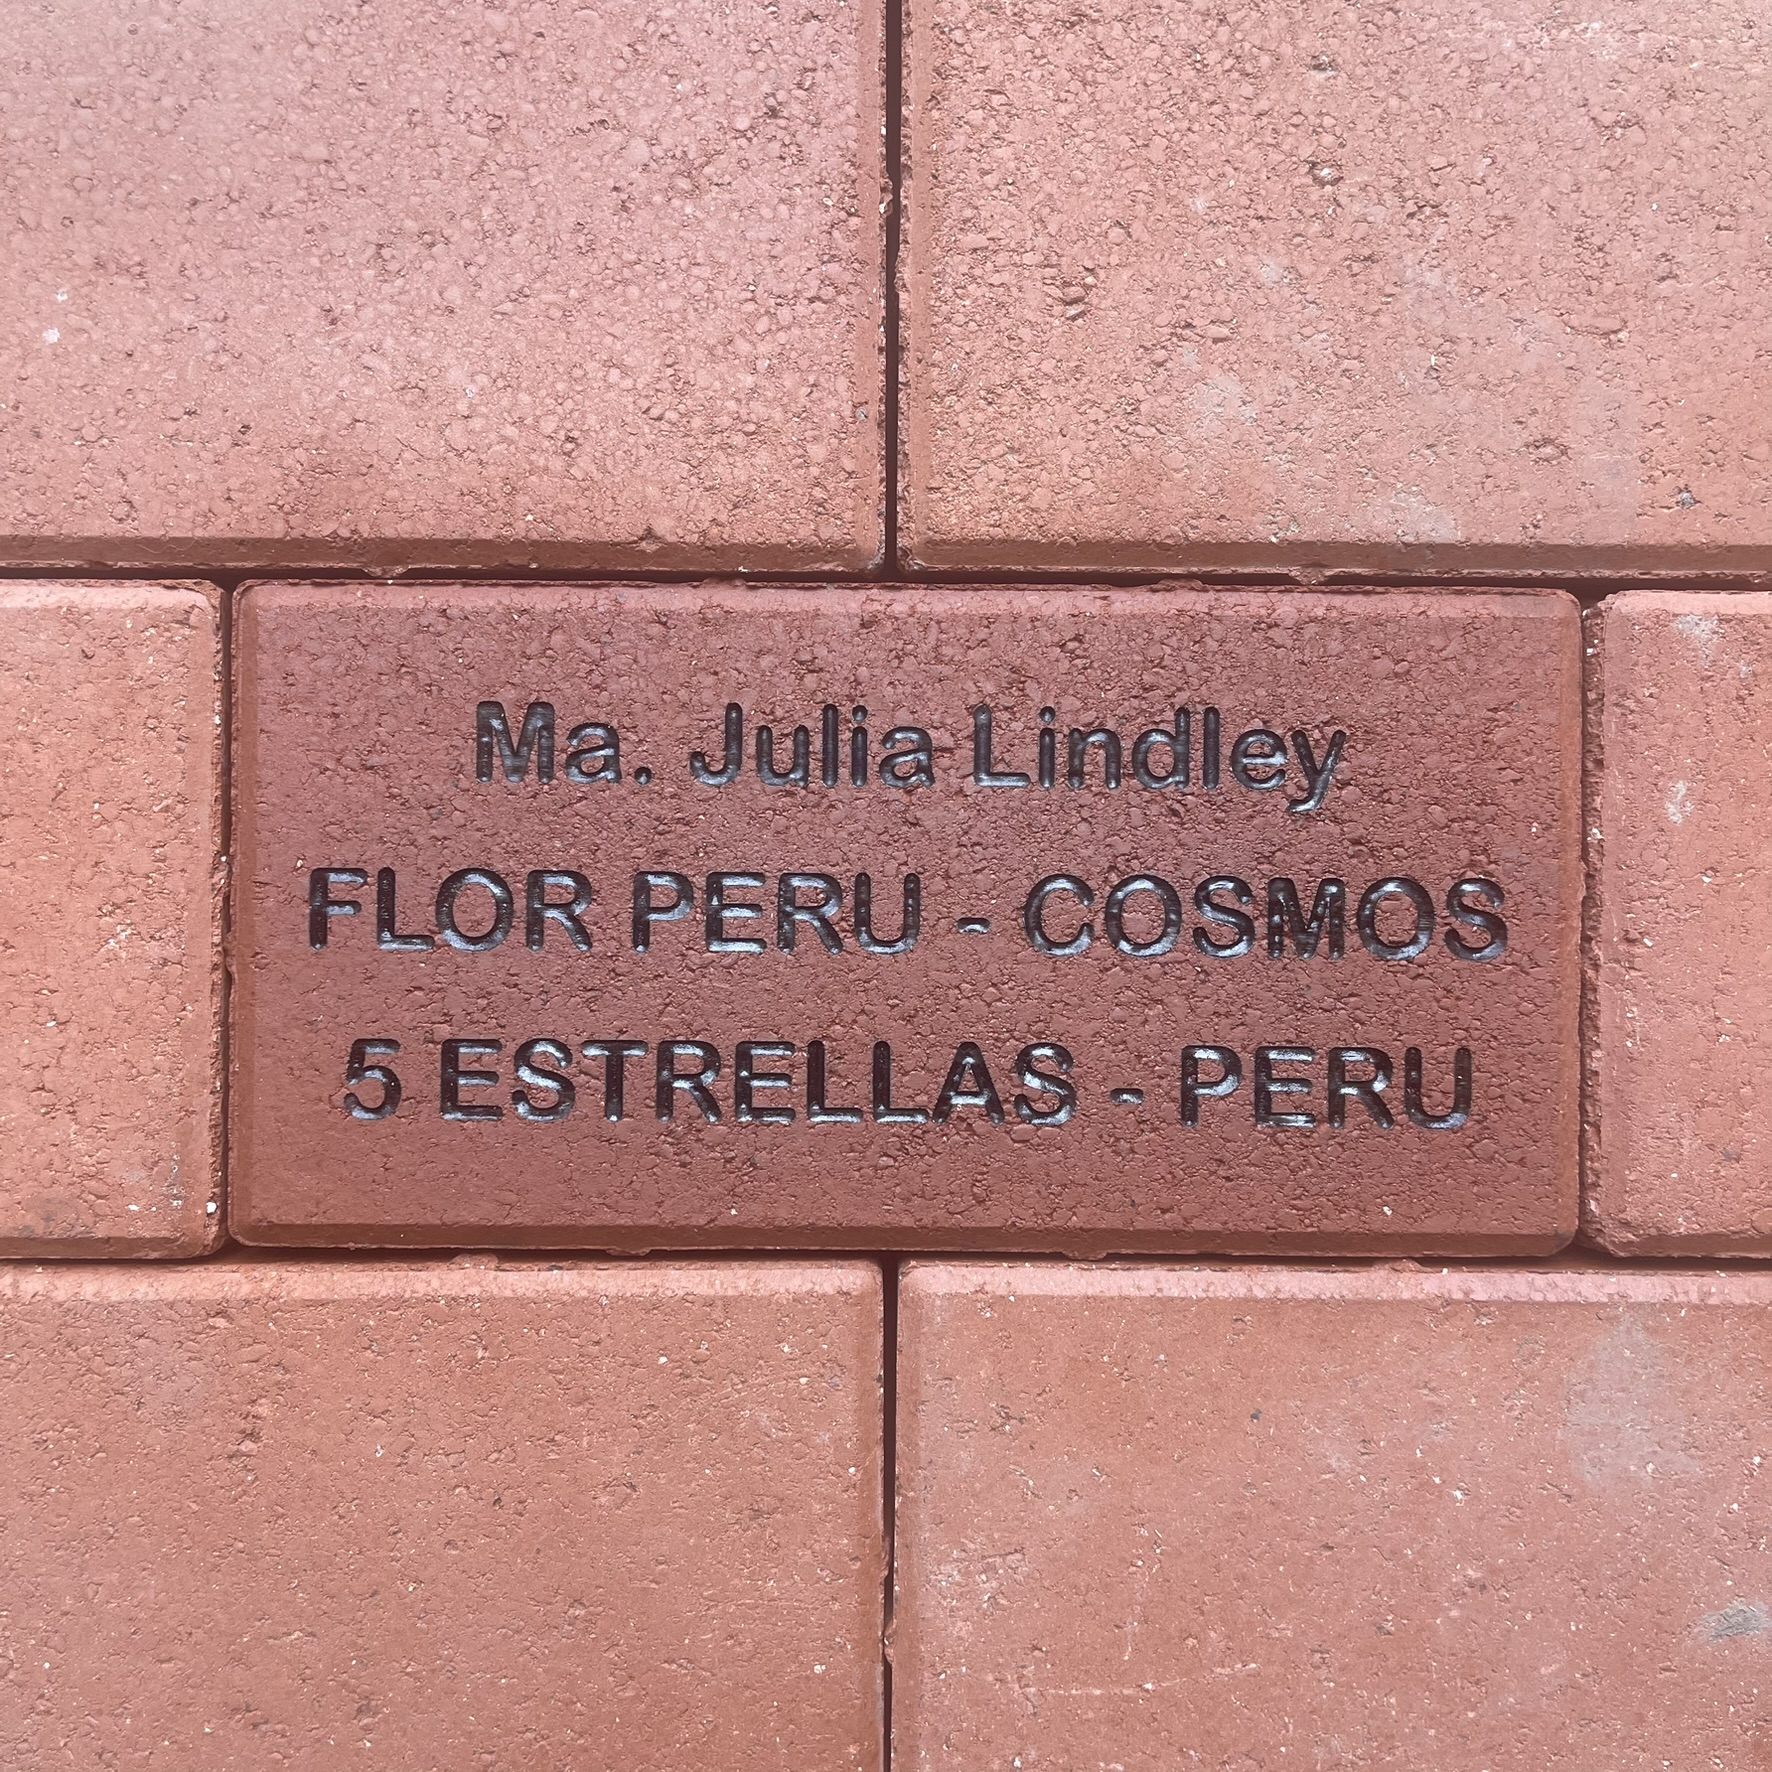 Ma. Julia Lindley
FLOR PERU - COSMOS
5 ESTRELLAS - PERU